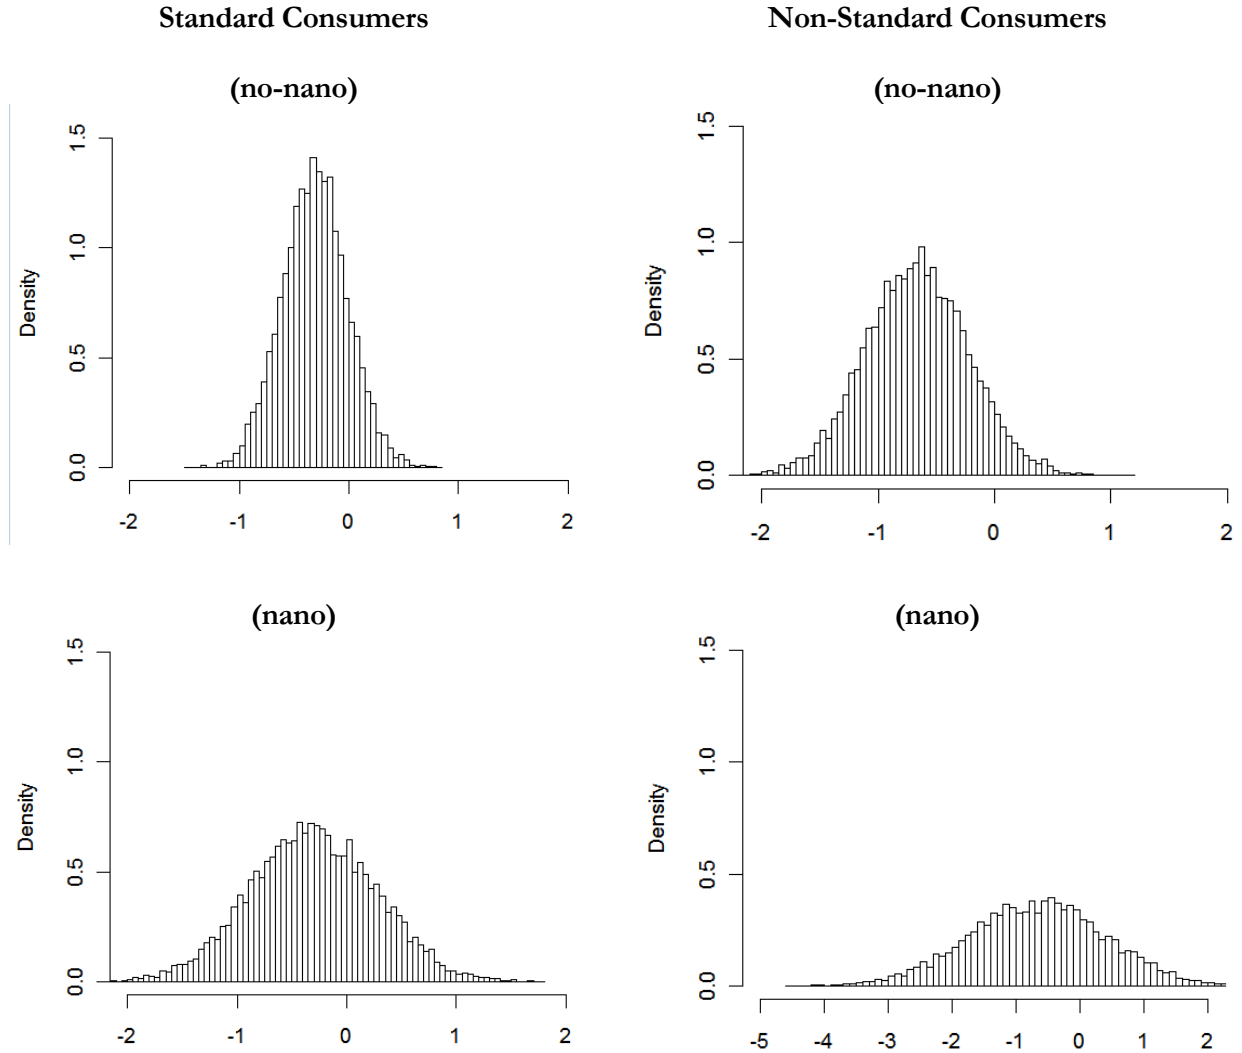 Standard Consumers
Non-Standard Consumers
(no-nano)
(no-nano)
Density
0.0 0.5 1.0 1.5
-2 -1 0 1 2
Density
0.0 0.5 1.0 1.5
-2 -1 0 1 2
(nano)
(nano)
Density
0.0 0.5 1.0 1.5
-2 -1 0 1 2
Density
0.0 0.5 1.0 1.5
-5 -4 -3 -2 -1 0 1 2